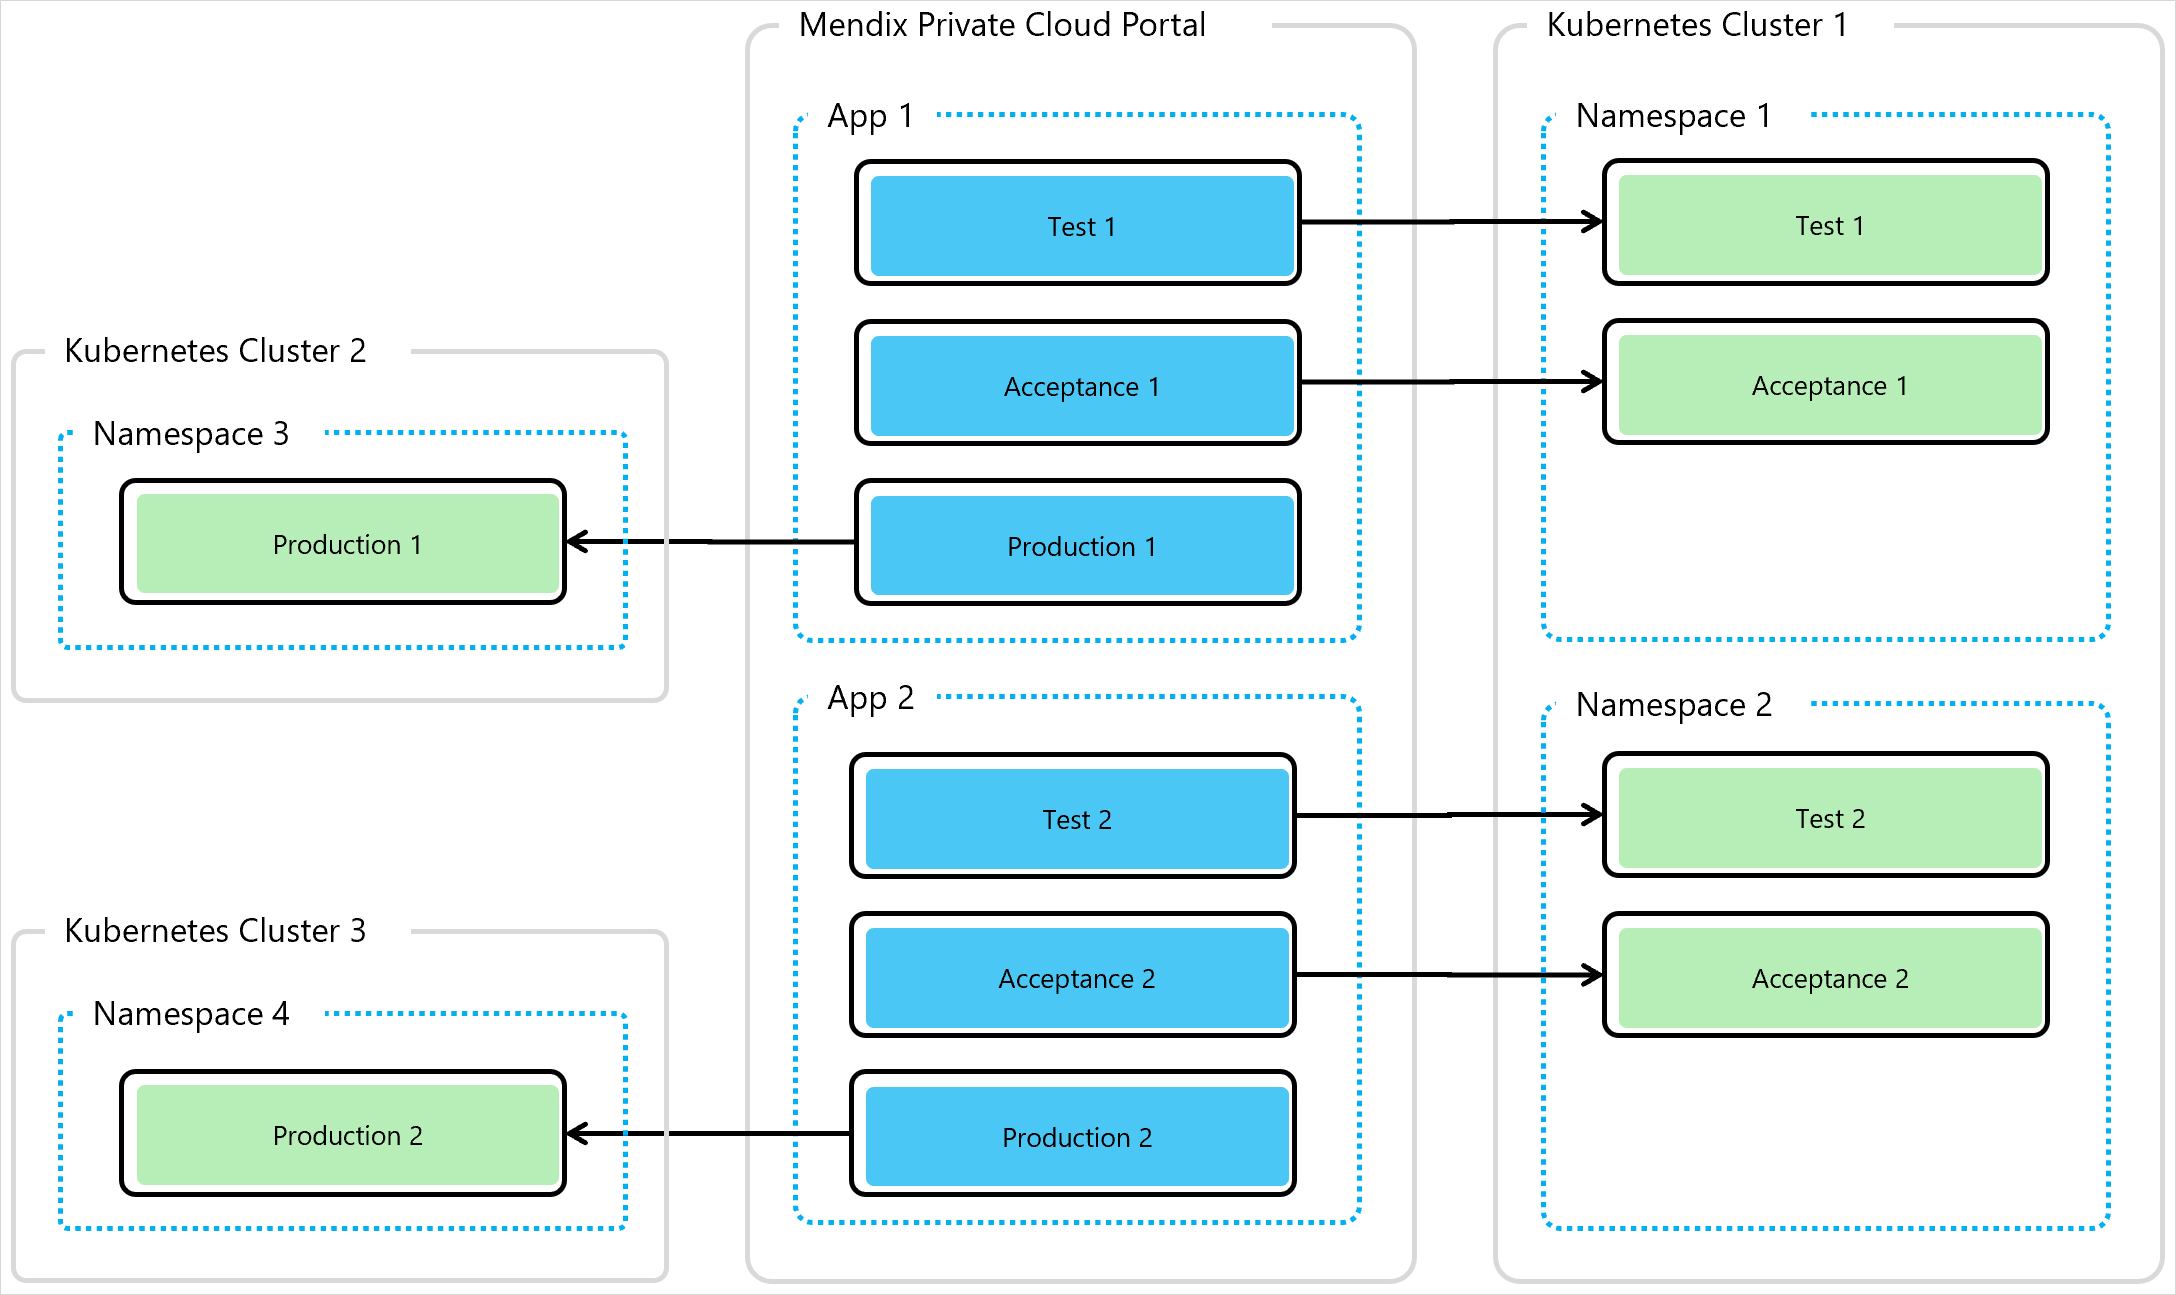 Mendix Private Cloud Portal
App 1
Test 1
Acceptance 1
Production 1
App 2
Test 2
Acceptance 2
Production 2
Kubernetes Cluster 1
Namespace 1
Test 1
Acceptance 1
Namespace 2
Test 2
Acceptance 2
Kubernetes Cluster 2
Namespace 3
Production 1
Kubernetes Cluster 3
Namespace 4
Production 2